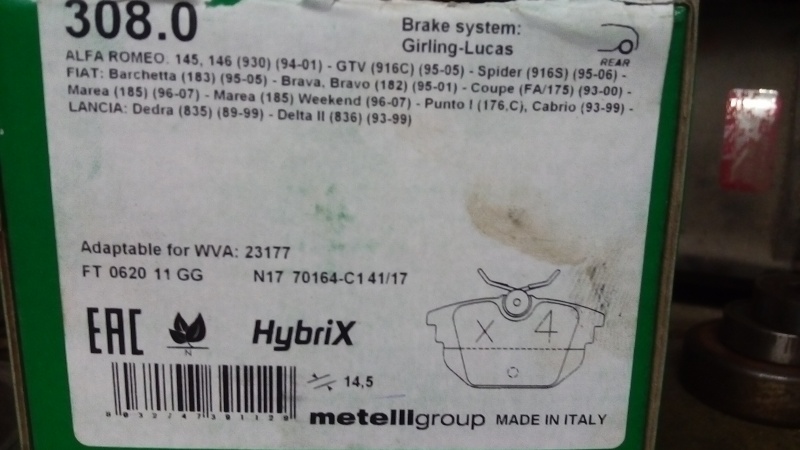 308.0
Brake system:
Girling-Lucas
REAR
ALFA ROMEO. 145, 146 (930) (94-01) - GTV (916C) (95-05) - Spider (916S) (95-06) -
FIAT: Barchetta (183) (95-05) - Brava, Bravo (182) (95-01) - Coupe (FA/175) (93-00) -
Marea (185) (96-07) - Marea (185) Weekend (96-07) - Punto I (176,C), Cabrio (93-99) -
LANCIA: Dedra (835) (89-99) - Delta II (836) (93-99)
Adaptable for WVA: 23177
FT 0620 11 GG N17 70164-C1 41/17
EAC N HybriX
X 4
14,5
metelligroup MADE IN ITALY